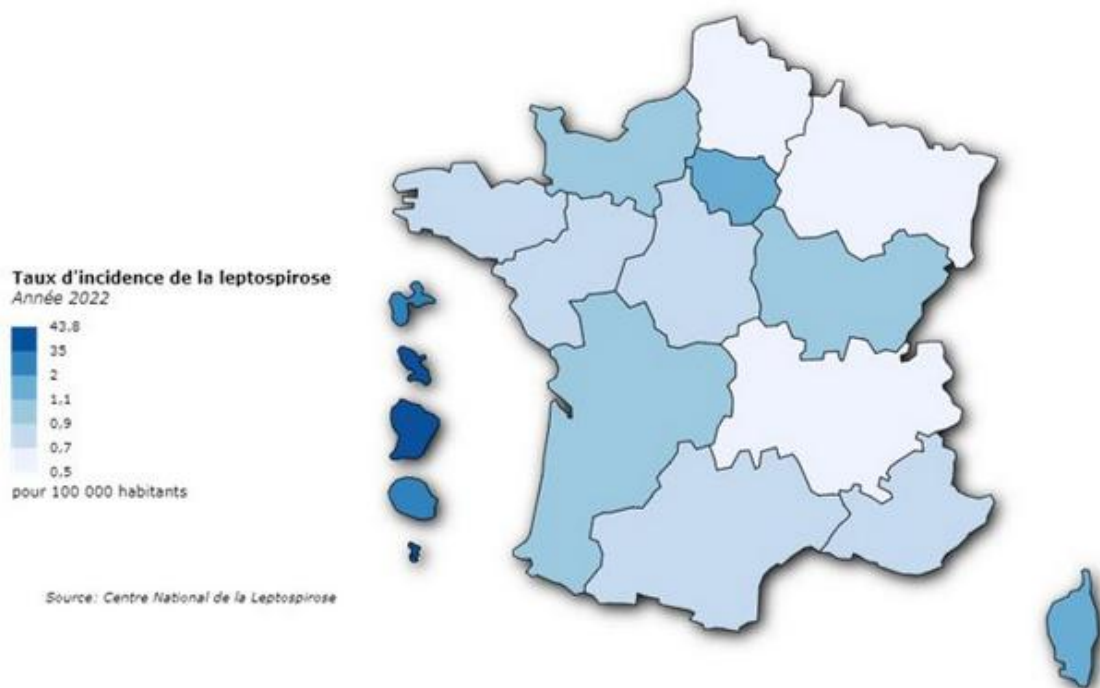 Taux d'incidence de la leptospirose
Année 2022
43,8
35
2
1,1
0,9
0,7
0,5
pour 100 000 habitants
Source: Centre National de la Leptospirose